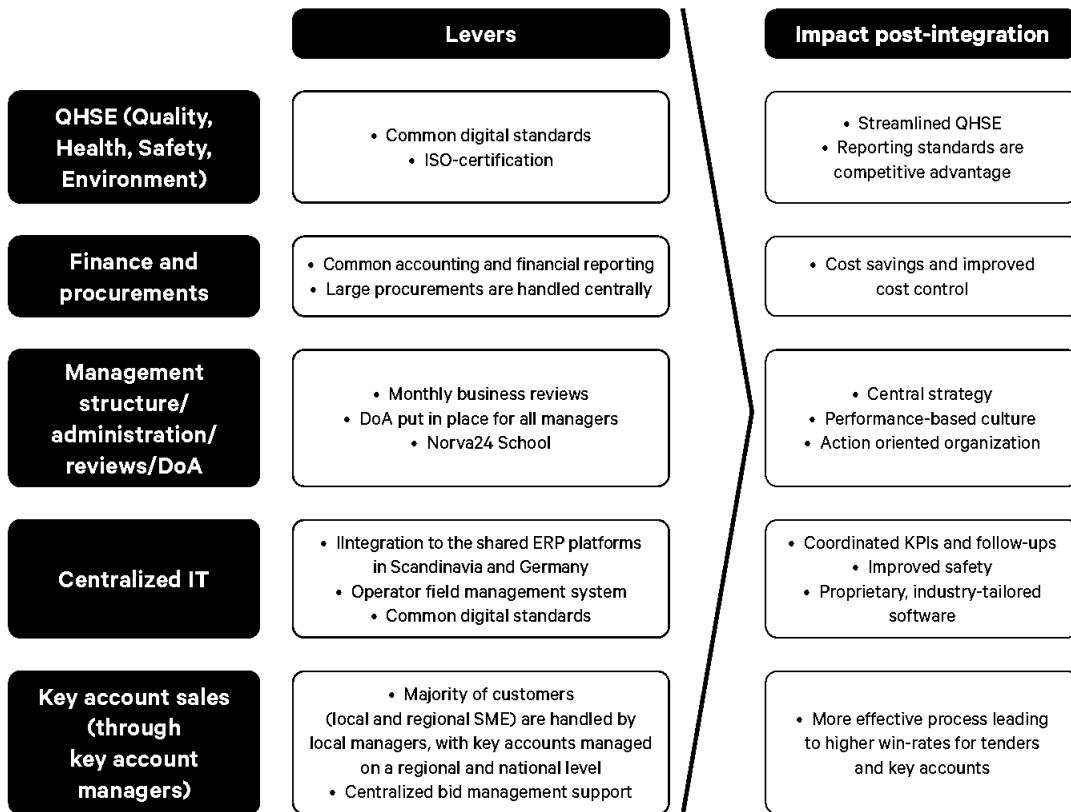 Levers
Impact post-integration
QHSE (Quality,
Health, Safety,
Environment)
• Common digital standards
• ISO-certification
• Streamlined QHSE
• Reporting standards are
competitive advantage
Finance and
procurements
• Common accounting and financial reporting
• Large procurements are handled centrally
• Cost savings and improved
cost control
Management
structure/
administration/
reviews/DoA
• Monthly business reviews
• DoA put in place for all managers
• Norva24 School
• Central strategy
• Performance-based culture
• Action oriented organization
Centralized IT
• IIntegration to the shared ERP platforms
in Scandinavia and Germany
• Operator field management system
• Common digital standards
• Coordinated KPIs and follow-ups
• Improved safety
• Proprietary, industry-tailored
software
Key account sales
(through
key account
managers)
• Majority of customers
(local and regional SME) are handled by
local managers, with key accounts managed
on a regional and national level
• Centralized bid management support
• More effective process leading
to higher win-rates for tenders
and key accounts